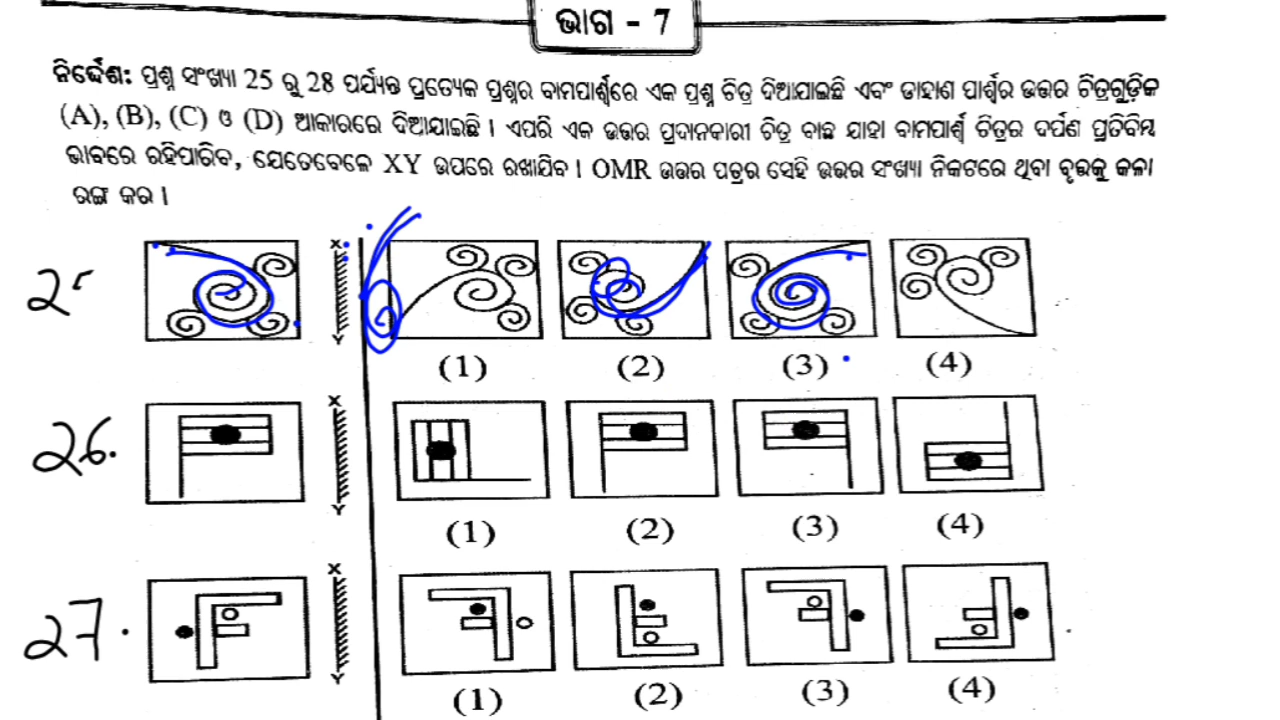 ଭାଗ - 7
ନିର୍ଦ୍ଦେଶ: ପ୍ରଶ୍ନ ସଂଖ୍ୟା 25 ରୁ 28 ପର୍ଯ୍ୟନ୍ତ ପ୍ରତ୍ୟେକ ପ୍ରଶ୍ନର ବାମପାର୍ଶ୍ୱରେ ଏକ ପ୍ରଶ୍ନ ଚିତ୍ର ଦିଆଯାଇଛି ଏବଂ ଡାହାଣ ପାର୍ଶ୍ୱର ଉତ୍ତର ଚିତ୍ରଗୁଡ଼ିକ
(A), (B), (C) ଓ (D) ଆକାରରେ ଦିଆଯାଇଛି । ଏପରି ଏକ ଉତ୍ତର ପ୍ରଦାନକାରୀ ଚିତ୍ର ବାଛ ଯାହା ବାମପାର୍ଶ୍ୱ ଚିତ୍ରର ଦର୍ପଣ ପ୍ରତିବିମ୍ବ
ଭାବରେ ରହିପାରିବ, ଯେତେବେଳେ XY ଉପରେ ରଖାଯିବ । OMR ଉତ୍ତର ପତ୍ରର ସେହି ଉତ୍ତର ସଂଖ୍ୟା ନିକଟରେ ଥିବା ବୃତ୍ତକୁ କଳା
ରଙ୍ଗ କର ।
X
Y
(1) (2) (3) (4)
26.
X
Y
(1) (2) (3) (4)
27.
X
Y
(1) (2) (3) (4)